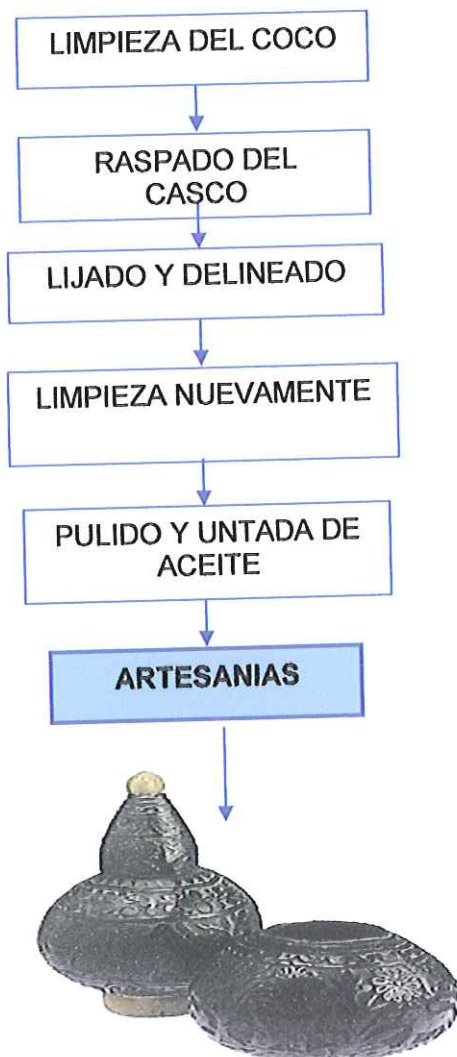 LIMPIEZA DEL COCO
RASPADO DEL
CASCO
LIJADO Y DELINEADO
LIMPIEZA NUEVAMENTE
PULIDO Y UNTADA DE
ACEITE
ARTESANIAS